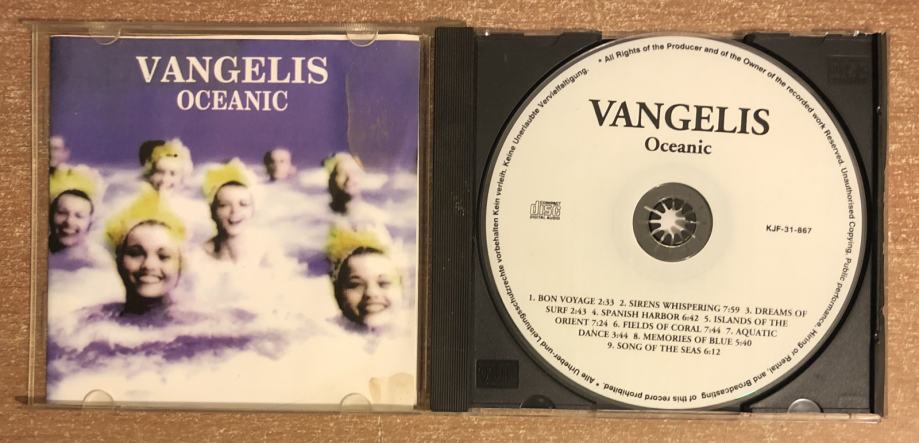 VANGELIS
OCEANIC
VANGELIS
Oceanic
COMPACT
disc
DIGITAL AUDIO
KJF-31-867
1. BON VOYAGE 2:33 2. SIRENS WHISPERING 7:59 3. DREAMS OF
SURF 2:43 4. SPANISH HARBOR 6:42 5. ISLANDS OF THE
ORIENT 7:24 6. FIELDS OF CORAL 7:44 7. AQUATIC
DANCE 3:44 8. MEMORIES OF BLUE 5:40
9. SONG OF THE SEAS 6:12
* All Rights of the Producer and of the Owner of the recorded work Reserved. Unauthorised Copying, Public performance, Hiring or Rental, and Broadcasting of this record prohibited. * Alle Urheber-und Leistungsschutzrechte vorbehalten Kein verleih. Keine Unerlaubte Vervielfaltigung.